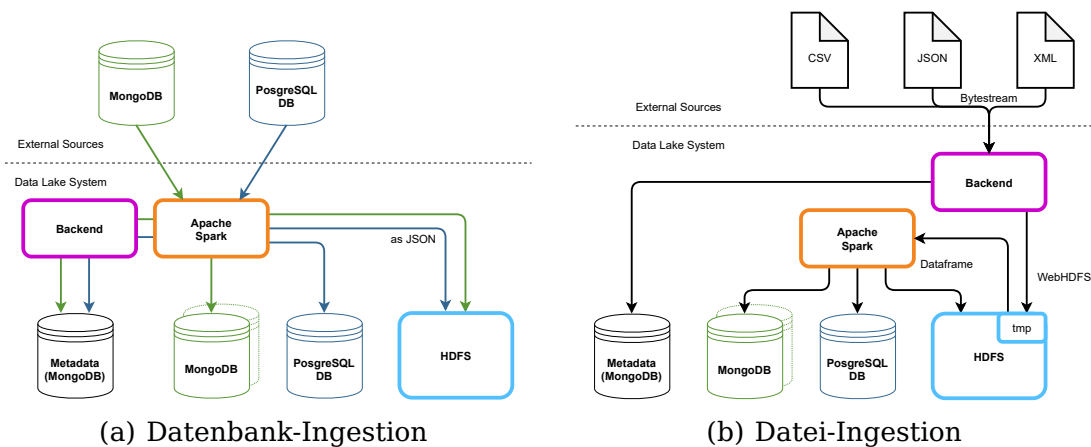 MongoDB
PosgreSQL
DB
External Sources
Data Lake System
Backend
Apache
Spark
as JSON
Metadata
(MongoDB)
MongoDB
PosgreSQL
DB
HDFS
(a) Datenbank-Ingestion
CSV
JSON
XML
Bytestream
External Sources
Data Lake System
Backend
Apache
Spark
Dataframe
WebHDFS
tmp
Metadata
(MongoDB)
MongoDB
PosgreSQL
DB
HDFS
(b) Datei-Ingestion